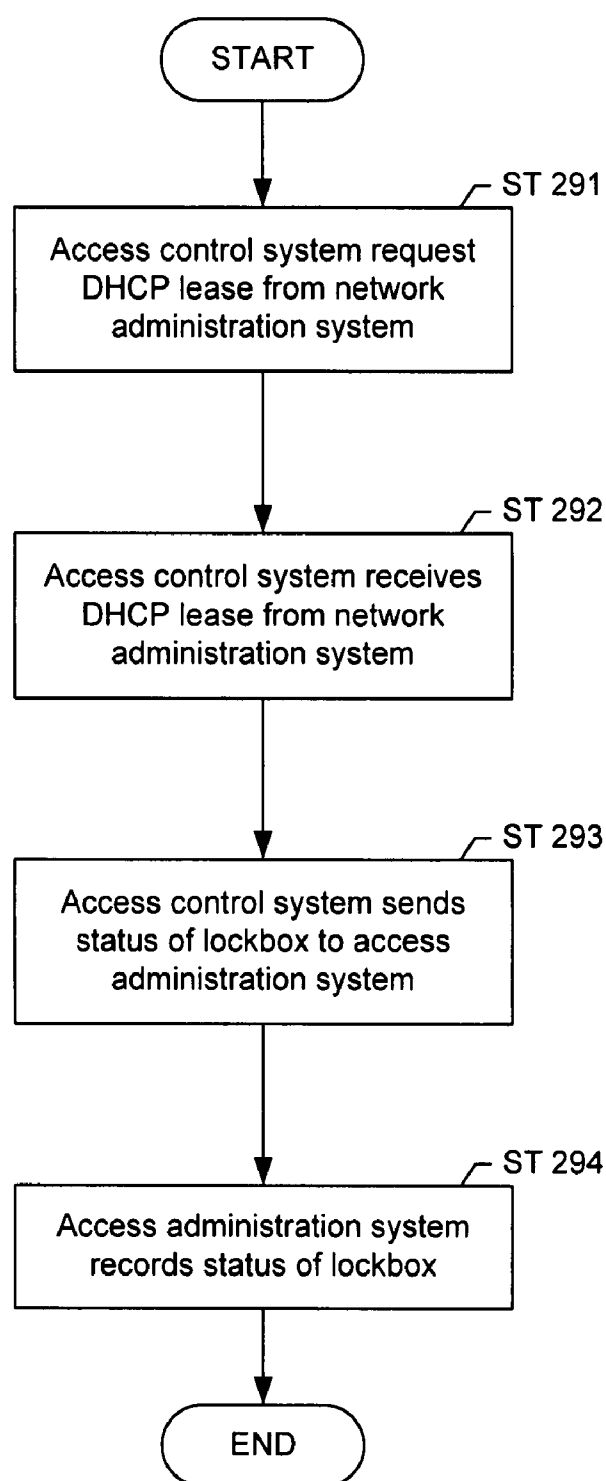 START
ST 291
Access control system request
DHCP lease from network
administration system
ST 292
Access control system receives
DHCP lease from network
administration system
ST 293
Access control system sends
status of lockbox to access
administration system
ST 294
Access administration system
records status of lockbox
END